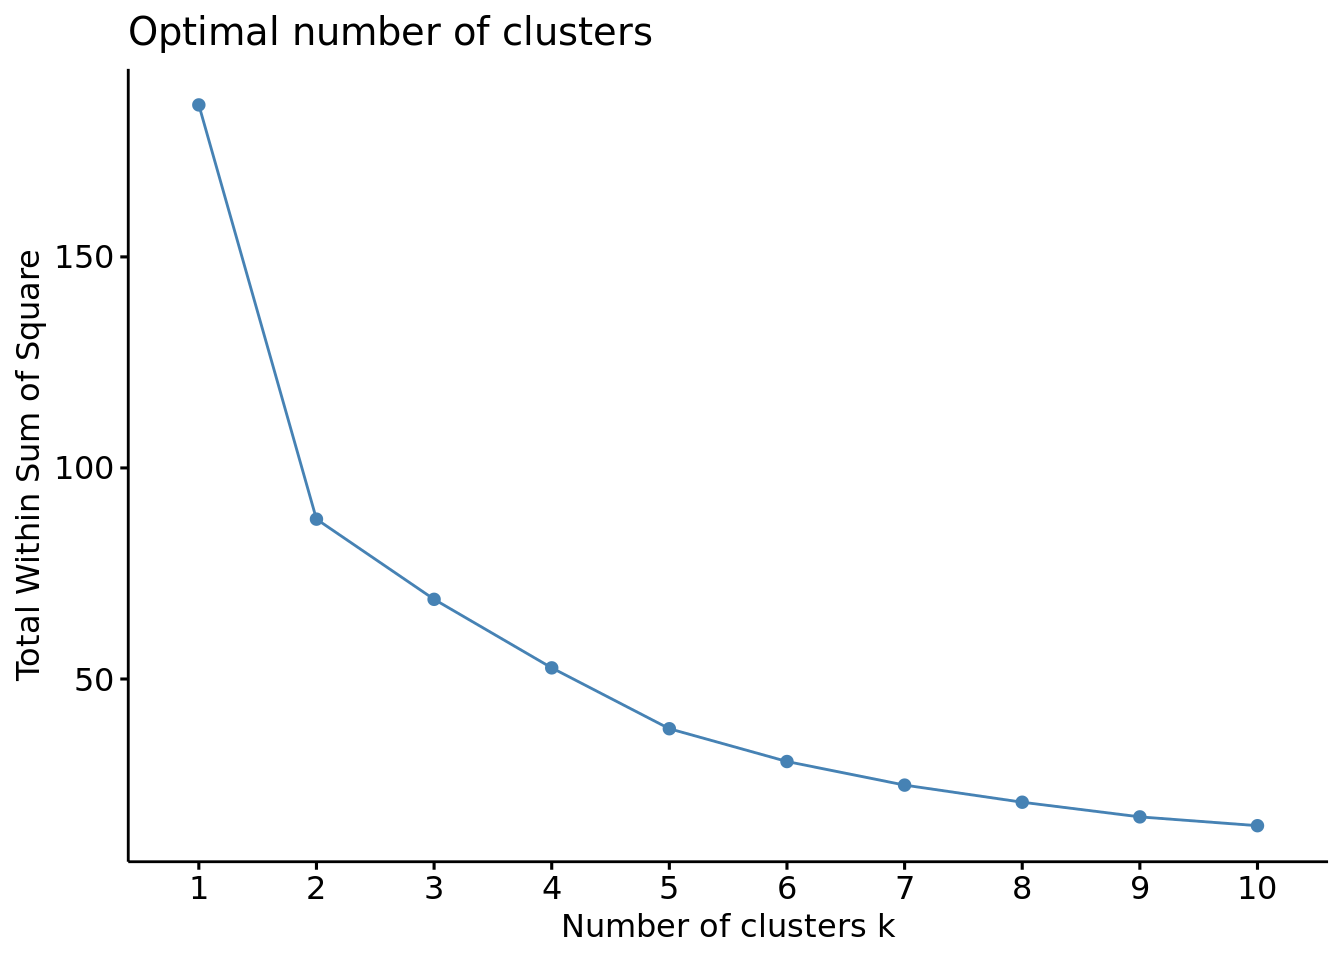 Optimal number of clusters
Total Within Sum of Square
150
100
50
1 2 3 4 5 6 7 8 9 10
Number of clusters k